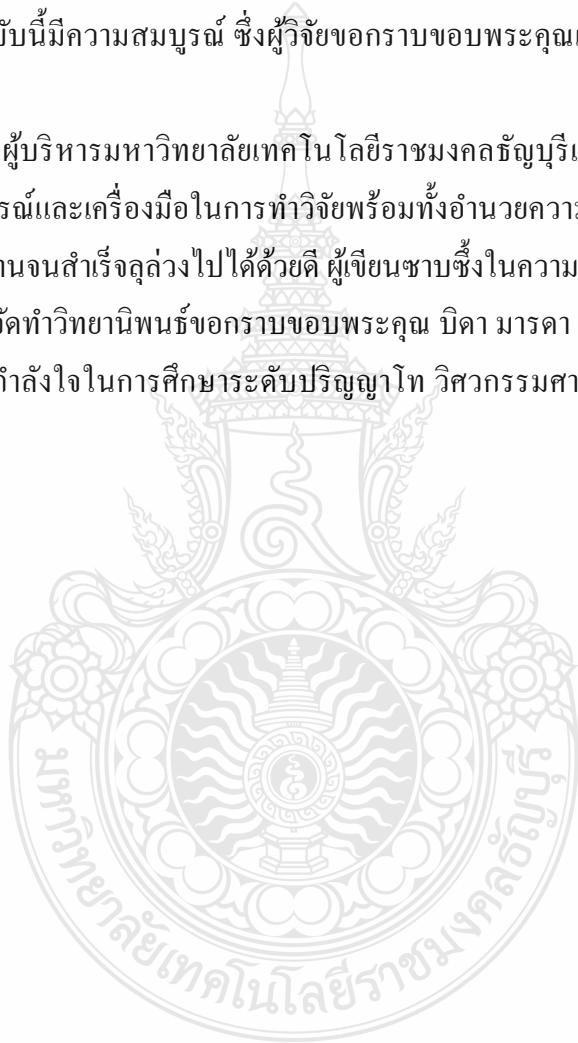 บับนี้มีความสมบูรณ์ ซึ่งผู้วิจัยขอกราบขอบพระคุณ
ผู้บริหารมหาวิทยาลัยเทคโนโลยีราชมงคลธัญบุรี
รณ์และเครื่องมือในการทำวิจัยพร้อมทั้งอำนวยความ
านจนสำเร็จลุล่วงไปได้ด้วยดี ผู้เขียนซาบซึ้งในความ
จัดทำวิทยานิพนธ์ขอกราบขอบพระคุณ บิดา มารดา
กำลังใจในการศึกษาระดับปริญญาโท วิศวกรรมศา
มหาวิทยาลัยเทคโนโลยีราชมงคลธัญบุรี